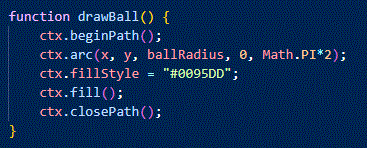 function drawBall() {
    ctx.beginPath();
    ctx.arc(x, y, ballRadius, 0, Math.PI*2);
    ctx.fillStyle = "#0095DD";
    ctx.fill();
    ctx.closePath();
}